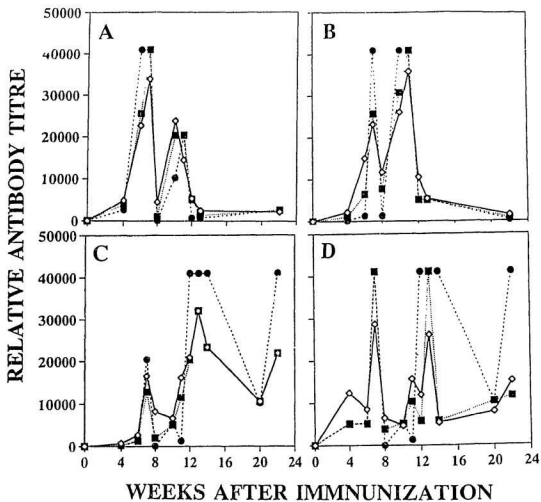 RELATIVE ANTIBODY TITRE
50000
40000
30000
20000
10000
0
A
B
50000
40000
30000
20000
10000
0
C
D
0 4 8 12 16 20 24 0 4 8 12 16 20 24
WEEKS AFTER IMMNUNIZATION